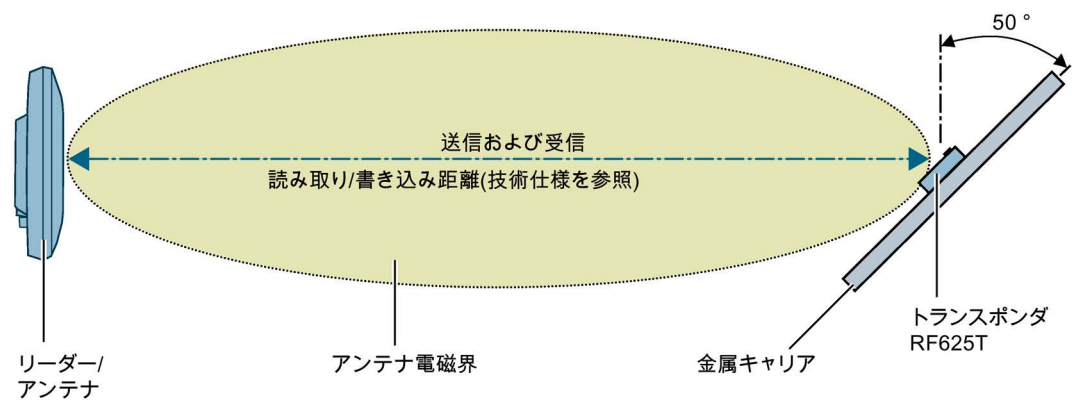 50 °
送信および受信
読み取り/書き込み距離(技術仕様を参照)
リーダー/
アンテナ
アンテナ電磁界
金属キャリア
トランスポンダ
RF625T